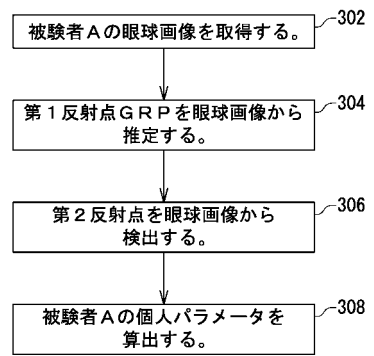 被験者Aの眼球画像を取得する。
302
第1反射点GRPを眼球画像から
推定する。
304
第2反射点を眼球画像から
検出する。
306
被験者Aの個人パラメータを
算出する。
308